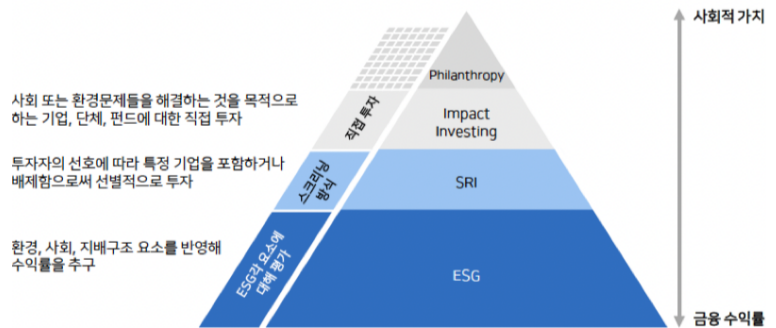 사회적 가치
Philanthropy
사회 또는 환경문제들을 해결하는 것을 목적으로
하는 기업, 단체, 펀드에 대한 직접 투자
직접 투자
Impact
Investing
투자자의 선호에 따라 특정 기업을 포함하거나
배제함으로써 선별적으로 투자
스크리닝
방식
SRI
환경, 사회, 지배구조 요소를 반영해
수익률을 추구
ESG각 요소에
대해 평가
ESG
금융 수익률